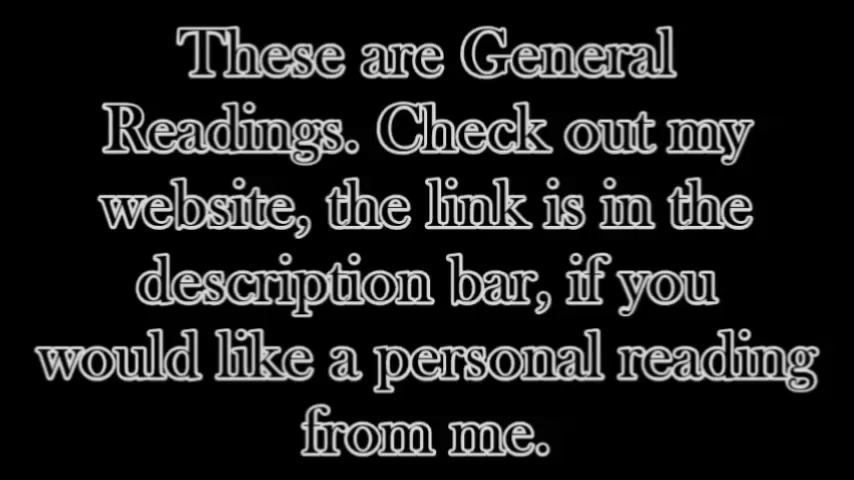 These are General
Readings. Check out my
website, the link is in the
description bar, if you
would like a personal reading
from me.